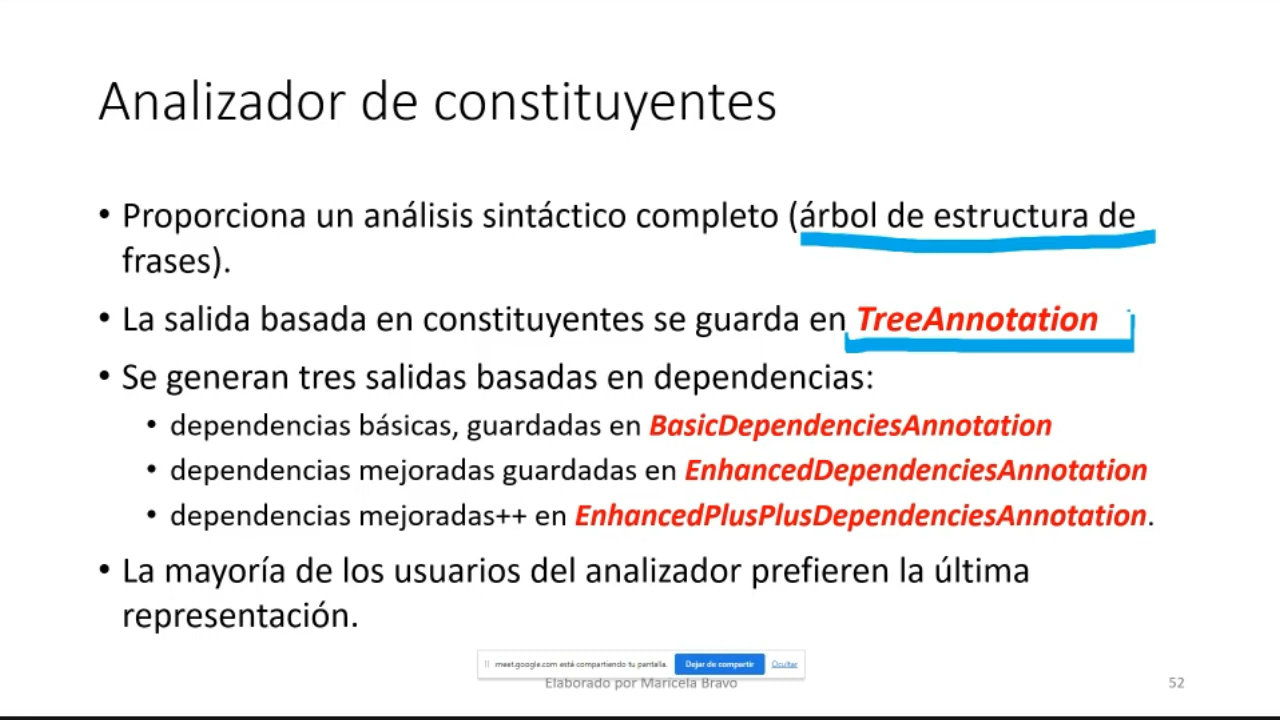 Analizador de constituyentes
• Proporciona un análisis sintáctico completo (árbol de estructura de
frases).
• La salida basada en constituyentes se guarda en TreeAnnotation
• Se generan tres salidas basadas en dependencias:
• dependencias básicas, guardadas en BasicDependenciesAnnotation
• dependencias mejoradas guardadas en EnhancedDependenciesAnnotation
• dependencias mejoradas++ en EnhancedPlusPlusDependenciesAnnotation.
• La mayoría de los usuarios del analizador prefieren la última
representación.
meet.google.com está compartiendo tu pantalla. Dejar de compartir Ocultar
Elaborado por Maricela Bravo 52